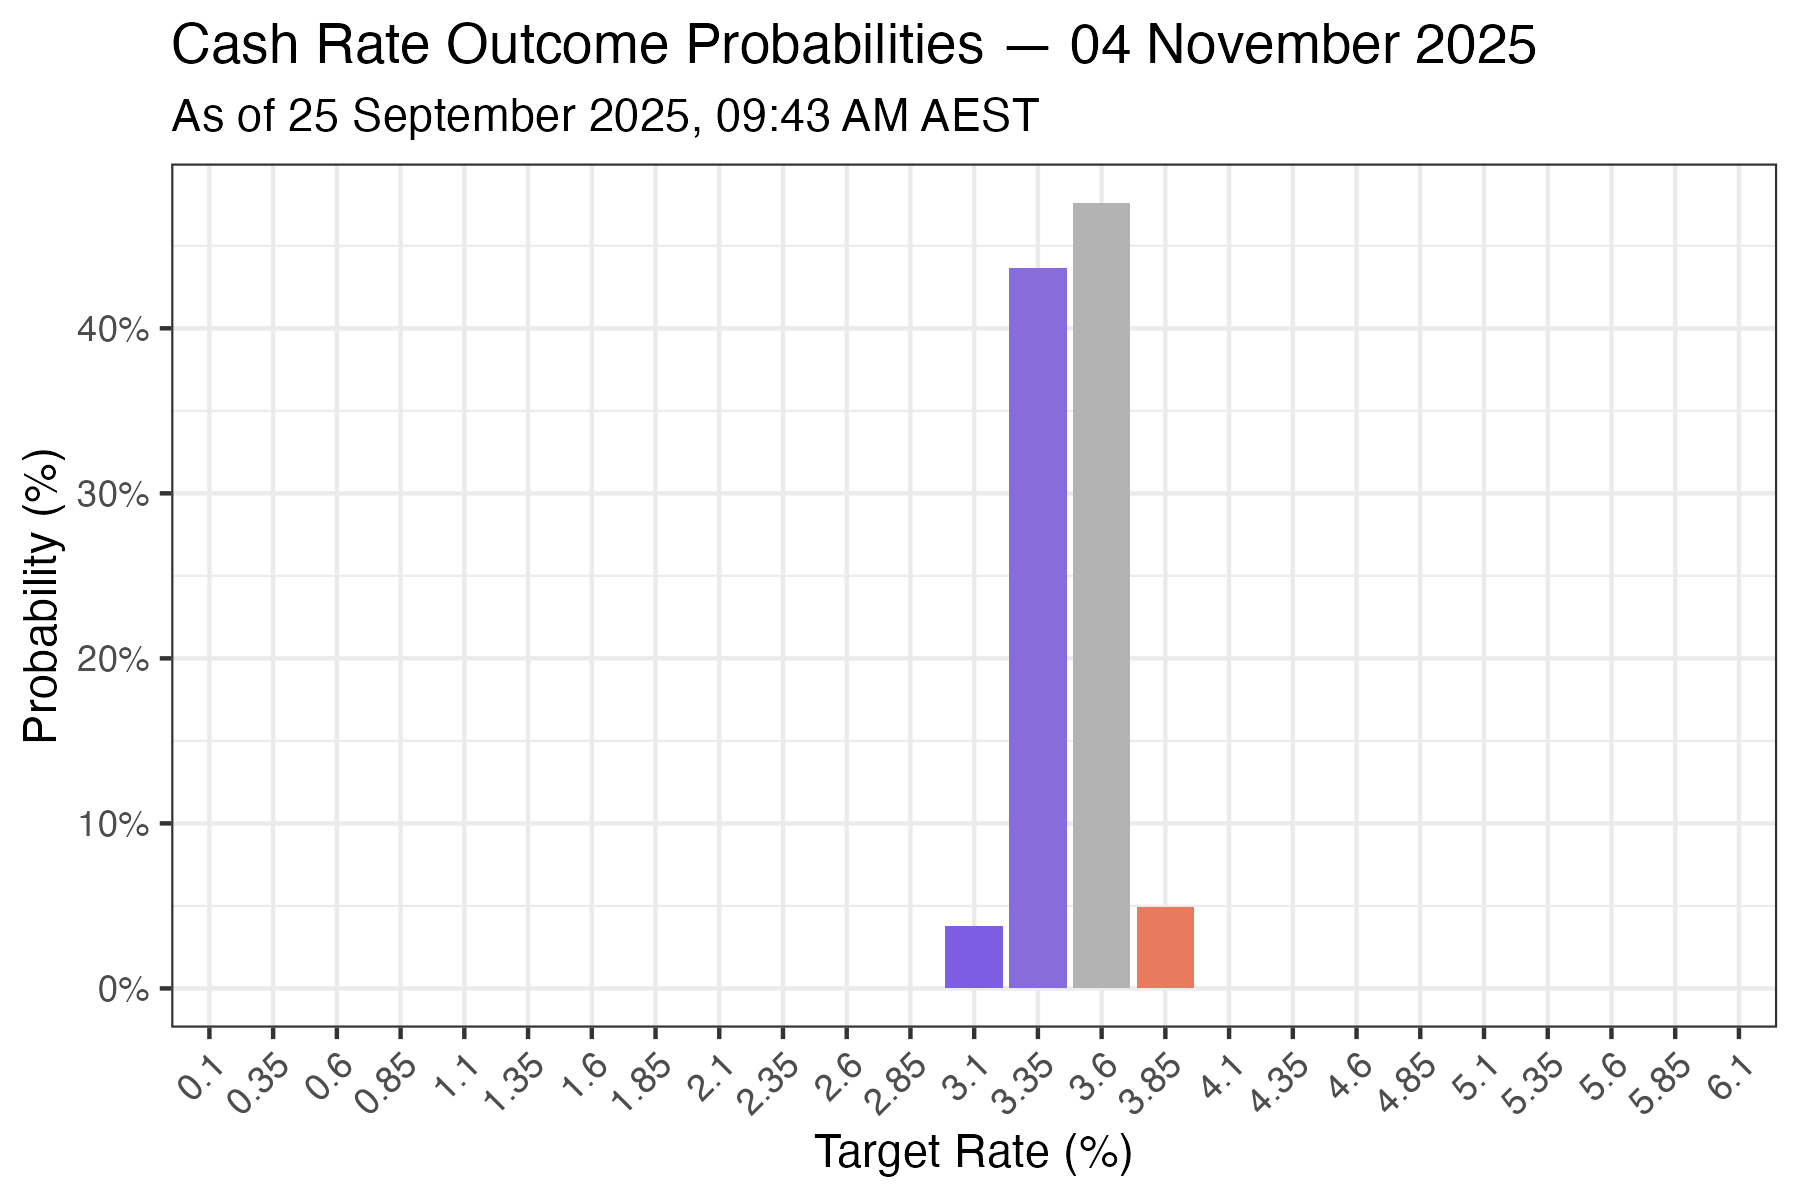 Cash Rate Outcome Probabilities — 04 November 2025
As of 25 September 2025, 09:43 AM AEST
Probability (%)
40%
30%
20%
10%
0%
0.1 0.35 0.6 0.85 1.1 1.35 1.6 1.85 2.1 2.35 2.6 2.85 3.1 3.35 3.6 3.85 4.1 4.35 4.6 4.85 5.1 5.35 5.6 5.85 6.1
Target Rate (%)